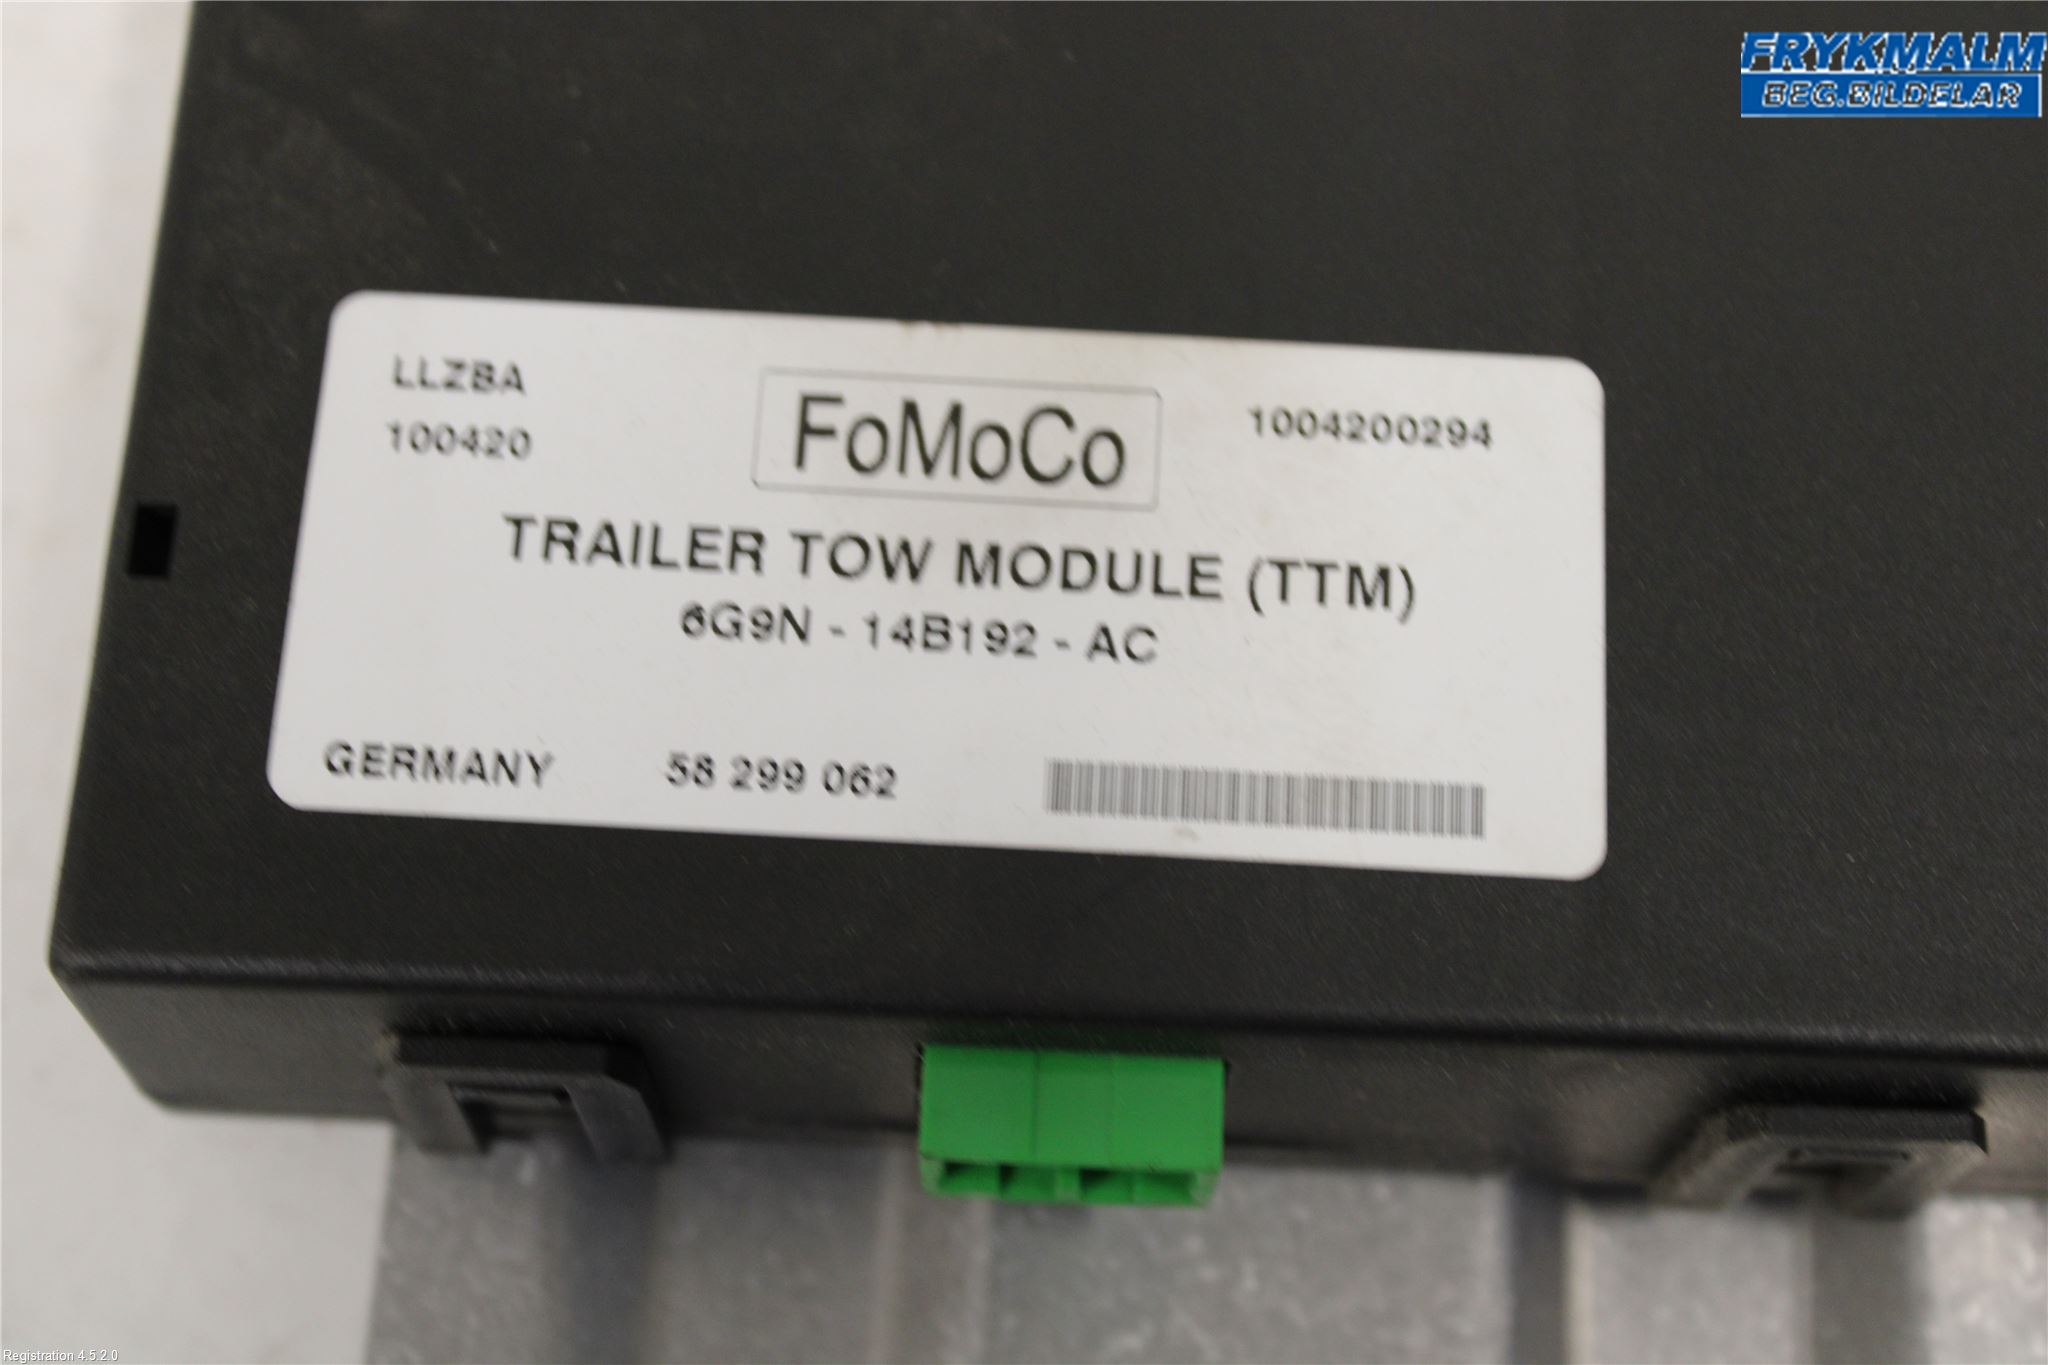 FRYKMALM
BEG.BILDELAR
LLZBA
100420
FoMoCo
1004200294
TRAILER TOW MODULE (TTM)
6G9N - 14B192 - AC
GERMANY 58 299 062
Registration 4.5.2.0